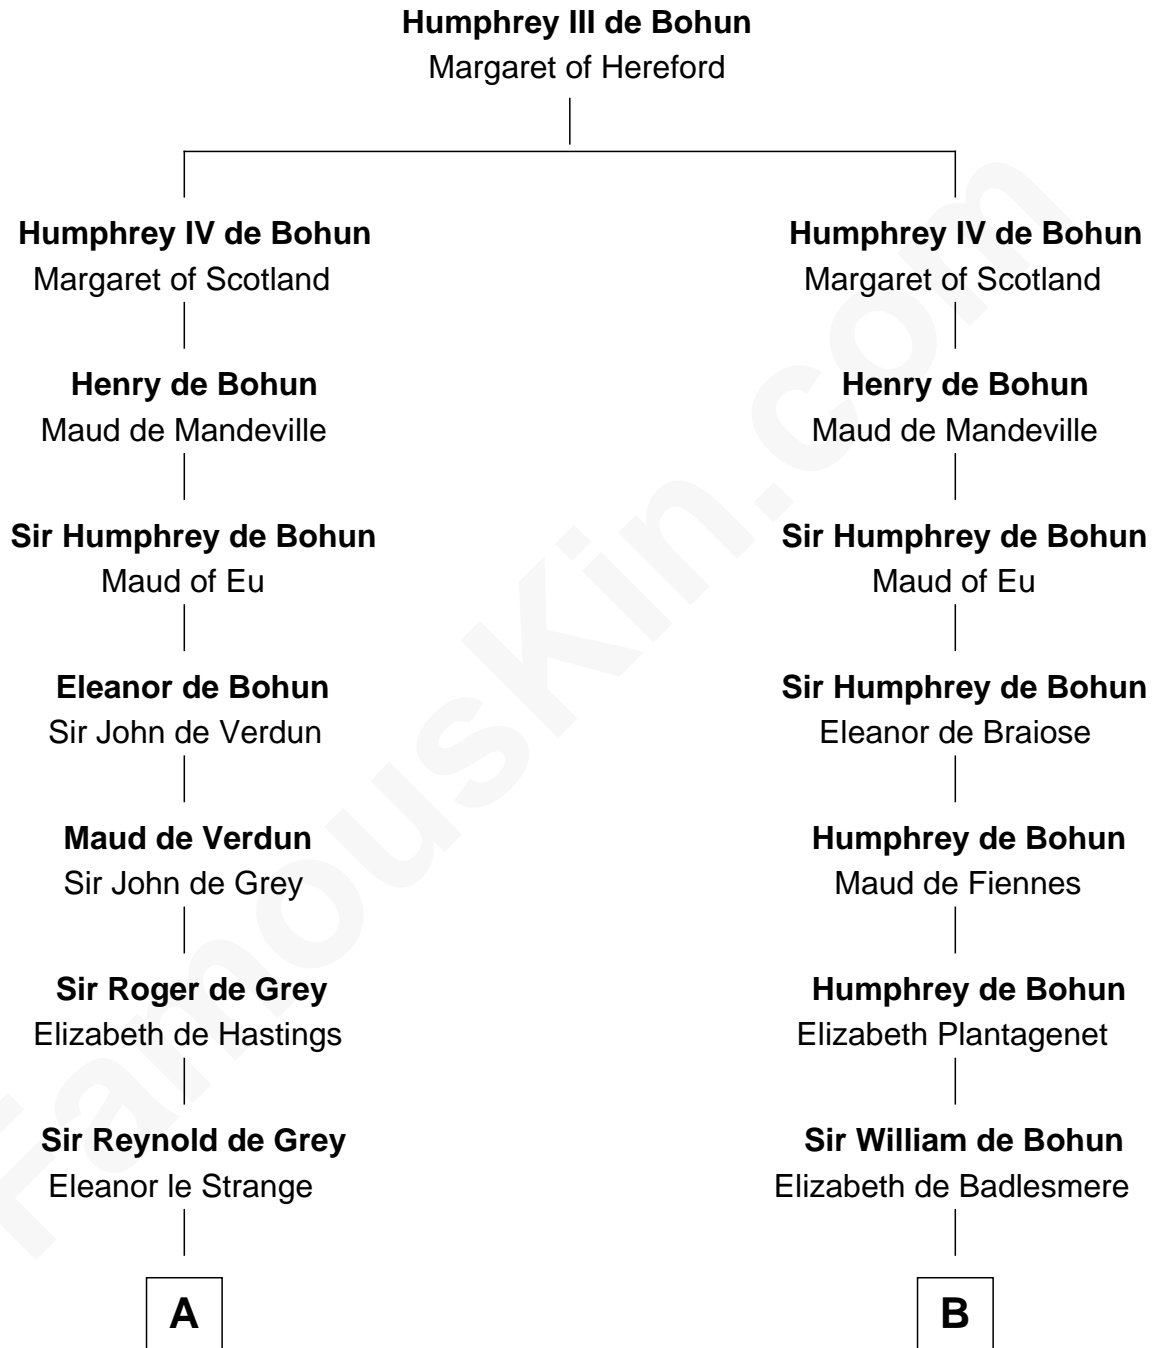 Humphrey III de Bohun
Margaret of Hereford
Humphrey IV de Bohun
Margaret of Scotland
Humphrey IV de Bohun
Margaret of Scotland
Henry de Bohun
Maud de Mandeville
Henry de Bohun
Maud de Mandeville
Sir Humphrey de Bohun
Maud of Eu
Sir Humphrey de Bohun
Maud of Eu
Eleanor de Bohun
Sir John de Verdun
Sir Humphrey de Bohun
Eleanor de Braiose
Maud de Verdun
Sir John de Grey
Humphrey de Bohun
Maud de Fiennes
Sir Roger de Grey
Elizabeth de Hastings
Humphrey de Bohun
Elizabeth Plantagenet
Sir Reynold de Grey
Eleanor le Strange
Sir William de Bohun
Elizabeth de Badlesmere
A
B
FamousKin.com